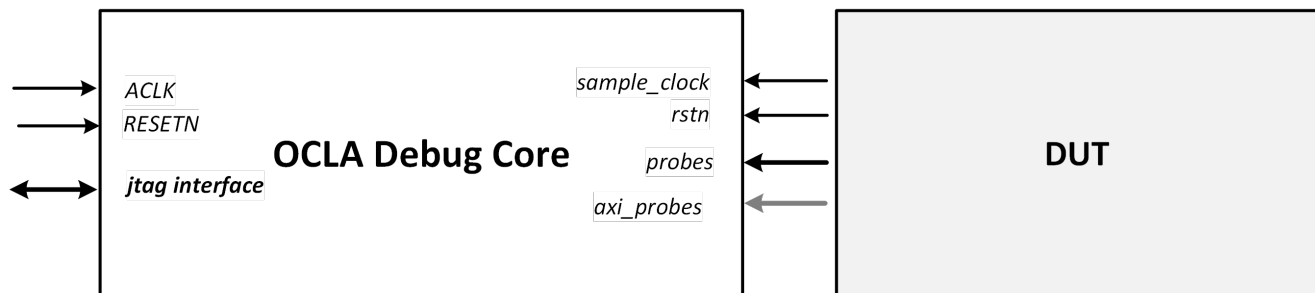 ACLK
RESETN
jtag interface
OCLA Debug Core
sample_clock
rstn
probes
axi_probes
DUT